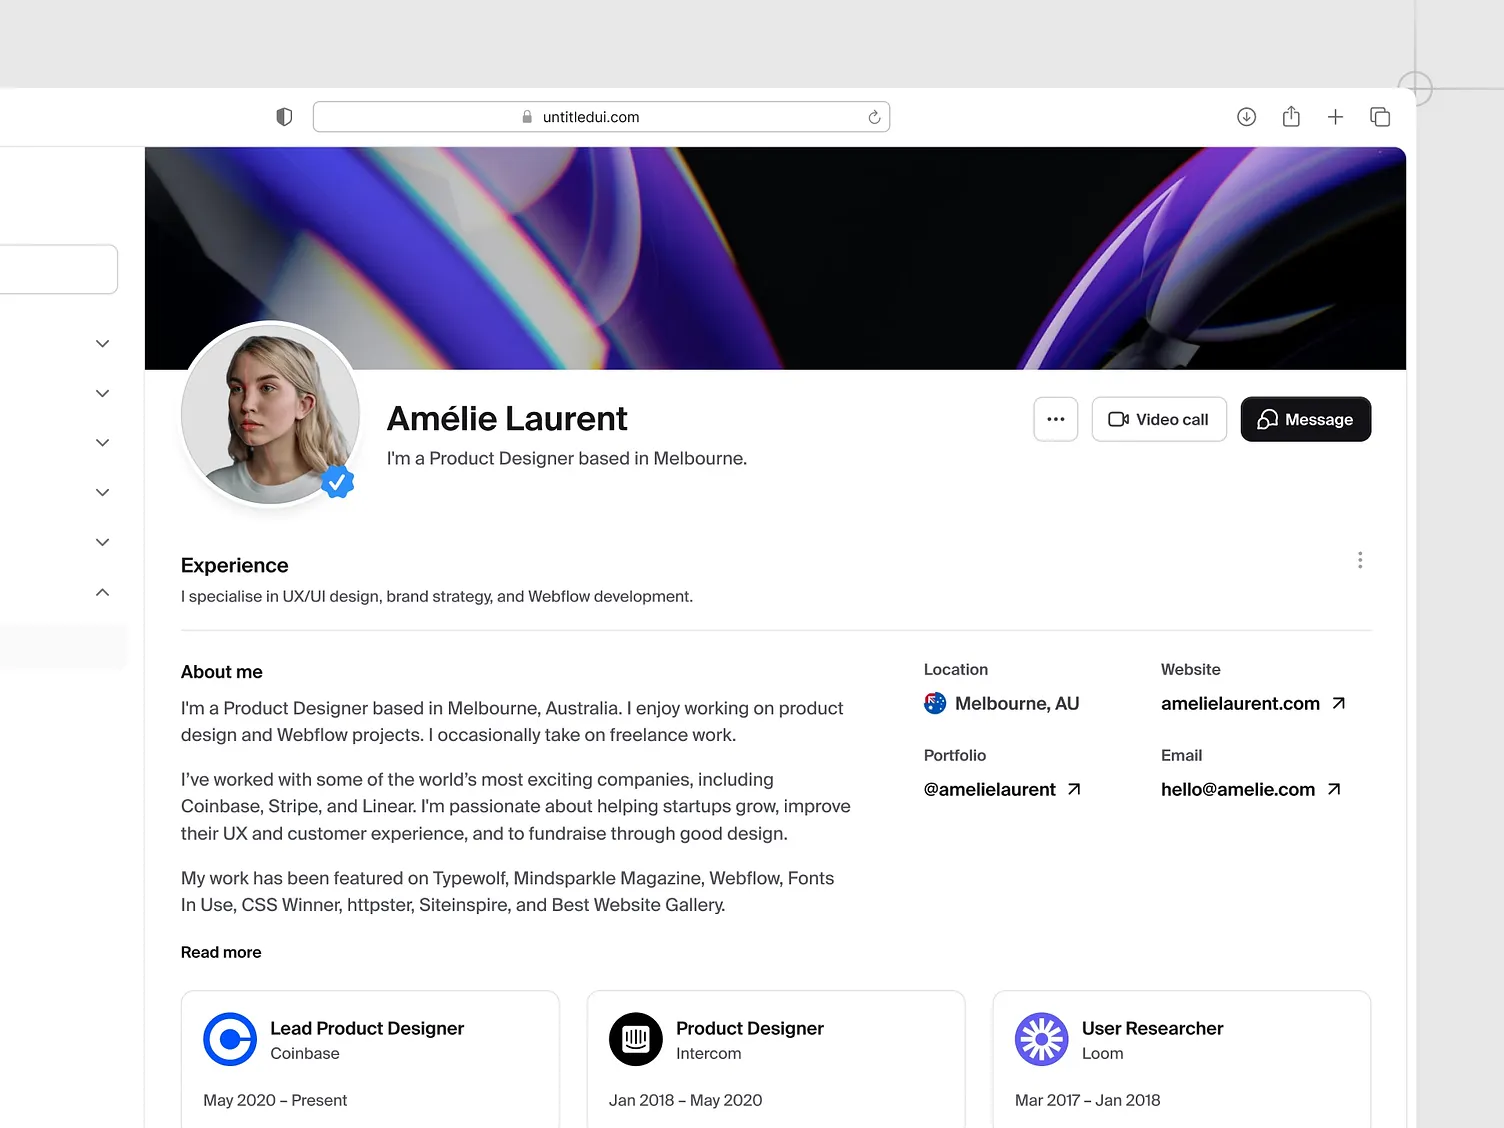 untitledui.com
Amélie Laurent
I'm a Product Designer based in Melbourne.
Video call
Message
Experience
I specialise in UX/UI design, brand strategy, and Webflow development.
About me
I'm a Product Designer based in Melbourne, Australia. I enjoy working on product
design and Webflow projects. I occasionally take on freelance work.
I’ve worked with some of the world’s most exciting companies, including
Coinbase, Stripe, and Linear. I'm passionate about helping startups grow, improve
their UX and customer experience, and to fundraise through good design.
My work has been featured on Typewolf, Mindsparkle Magazine, Webflow, Fonts
In Use, CSS Winner, httpster, Siteinspire, and Best Website Gallery.
Read more
Location
Melbourne, AU
Website
amelielaurent.com
Portfolio
@amelielaurent
Email
hello@amelie.com
Lead Product Designer
Coinbase
May 2020 – Present
Product Designer
Intercom
Jan 2018 – May 2020
User Researcher
Loom
Mar 2017 – Jan 2018